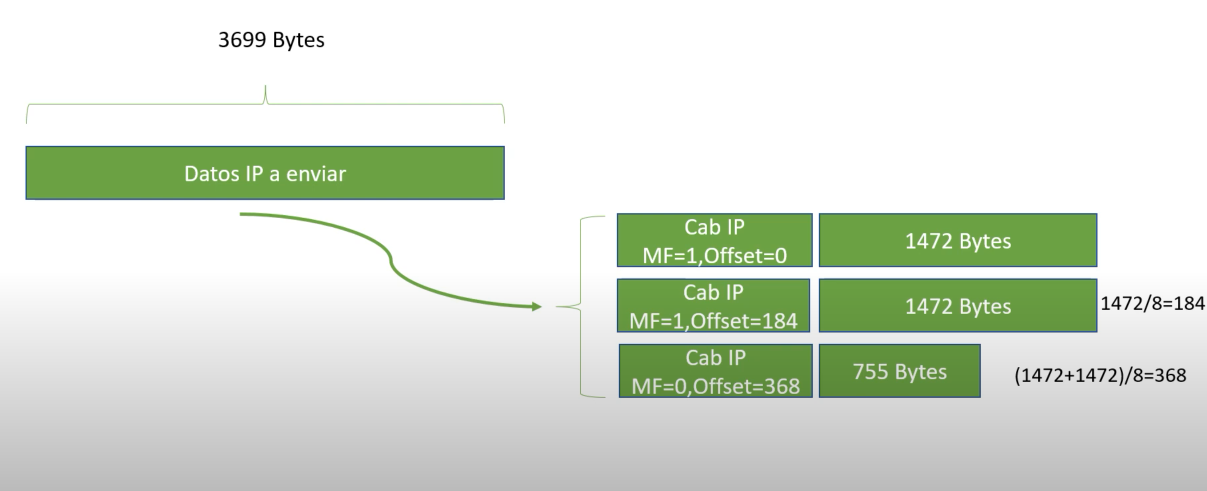 3699 Bytes
Datos IP a enviar
Cab IP
MF=1,Offset=0
1472 Bytes
Cab IP
MF=1,Offset=184
1472 Bytes
1472/8=184
Cab IP
MF=0,Offset=368
755 Bytes
(1472+1472)/8=368